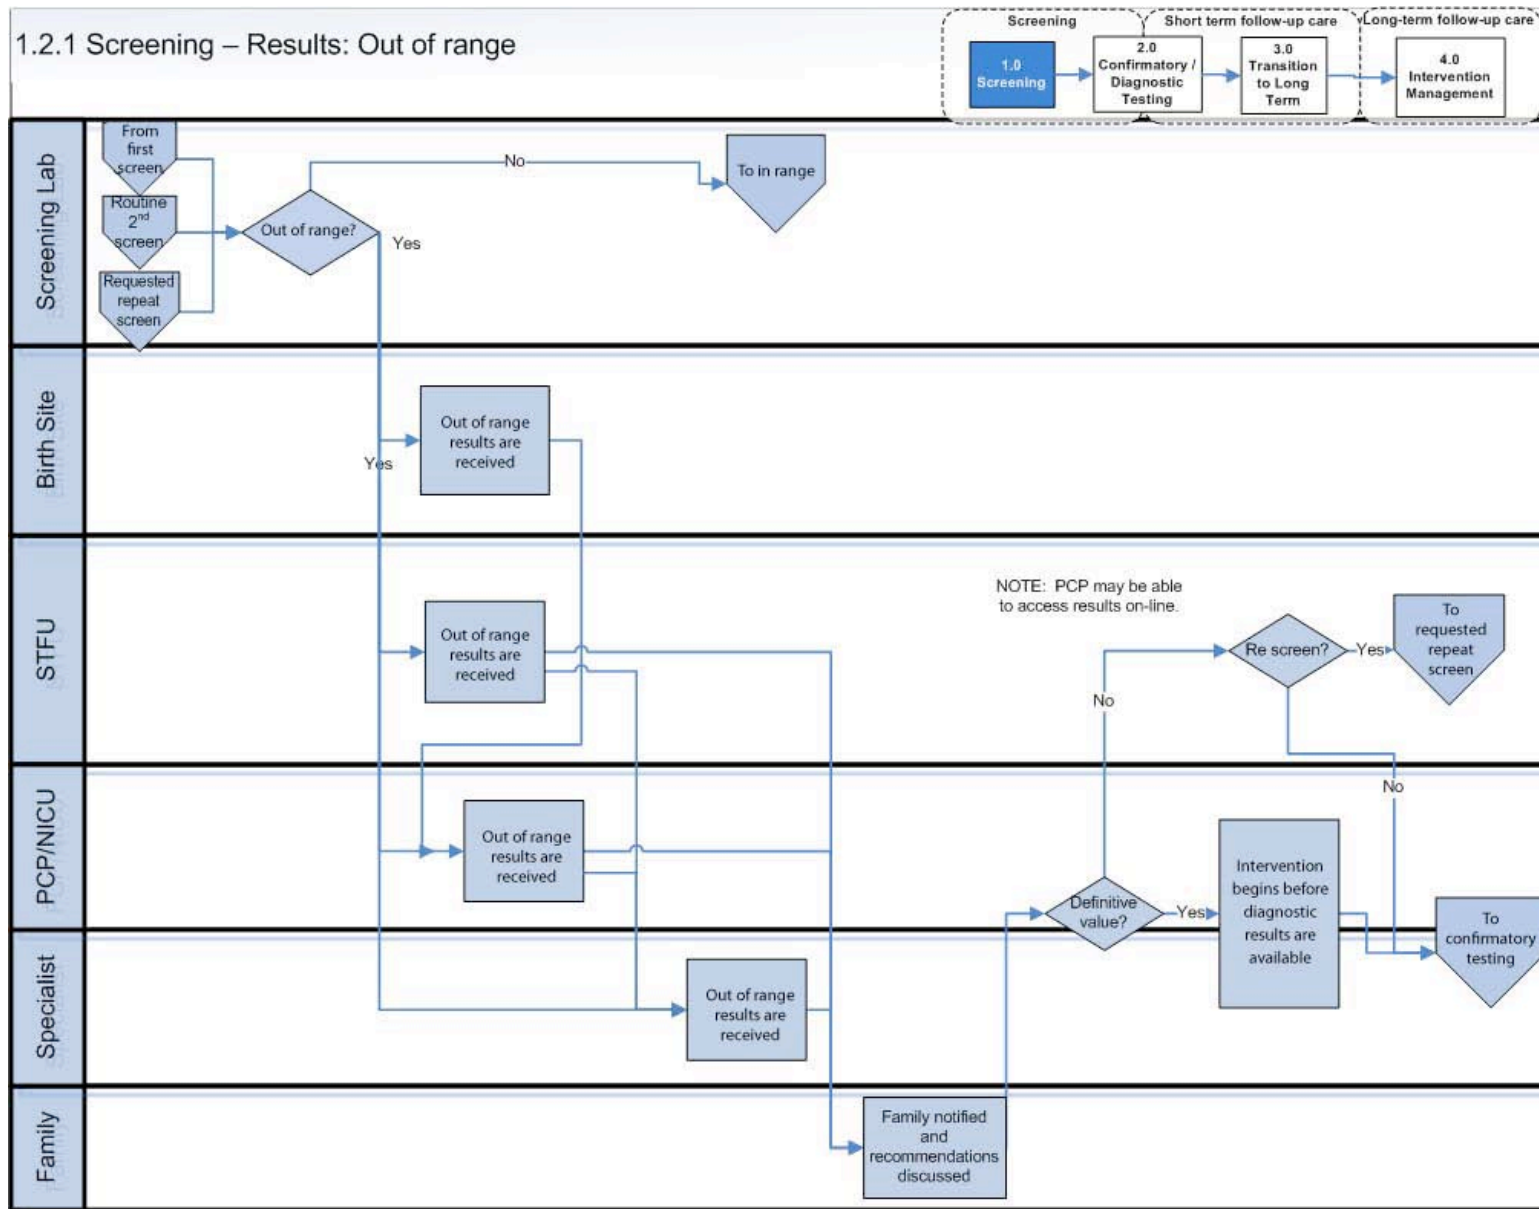 1.2.1 Screening – Results: Out of range
Screening
Short term follow-up care
Long-term follow-up care
1.0
Screening
2.0
Confirmatory /
Diagnostic
Testing
3.0
Transition
to Long
Term
4.0
Intervention
Management
Screening Lab
From
first
screen
Routine
2nd
screen
Requested
repeat
screen
Out of range?
No
Yes
To in range
Birth Site
Out of range
results are
received
Yes
STFU
Out of range
results are
received
NOTE: PCP may be able
to access results on-line.
Re screen?
Yes
To
requested
repeat
screen
No
PCP/NICU
Out of range
results are
received
No
Definitive
value?
Yes
Intervention
begins before
diagnostic
results are
available
To
confirmatory
testing
Specialist
Out of range
results are
received
Family
Family notified
and
recommendations
discussed